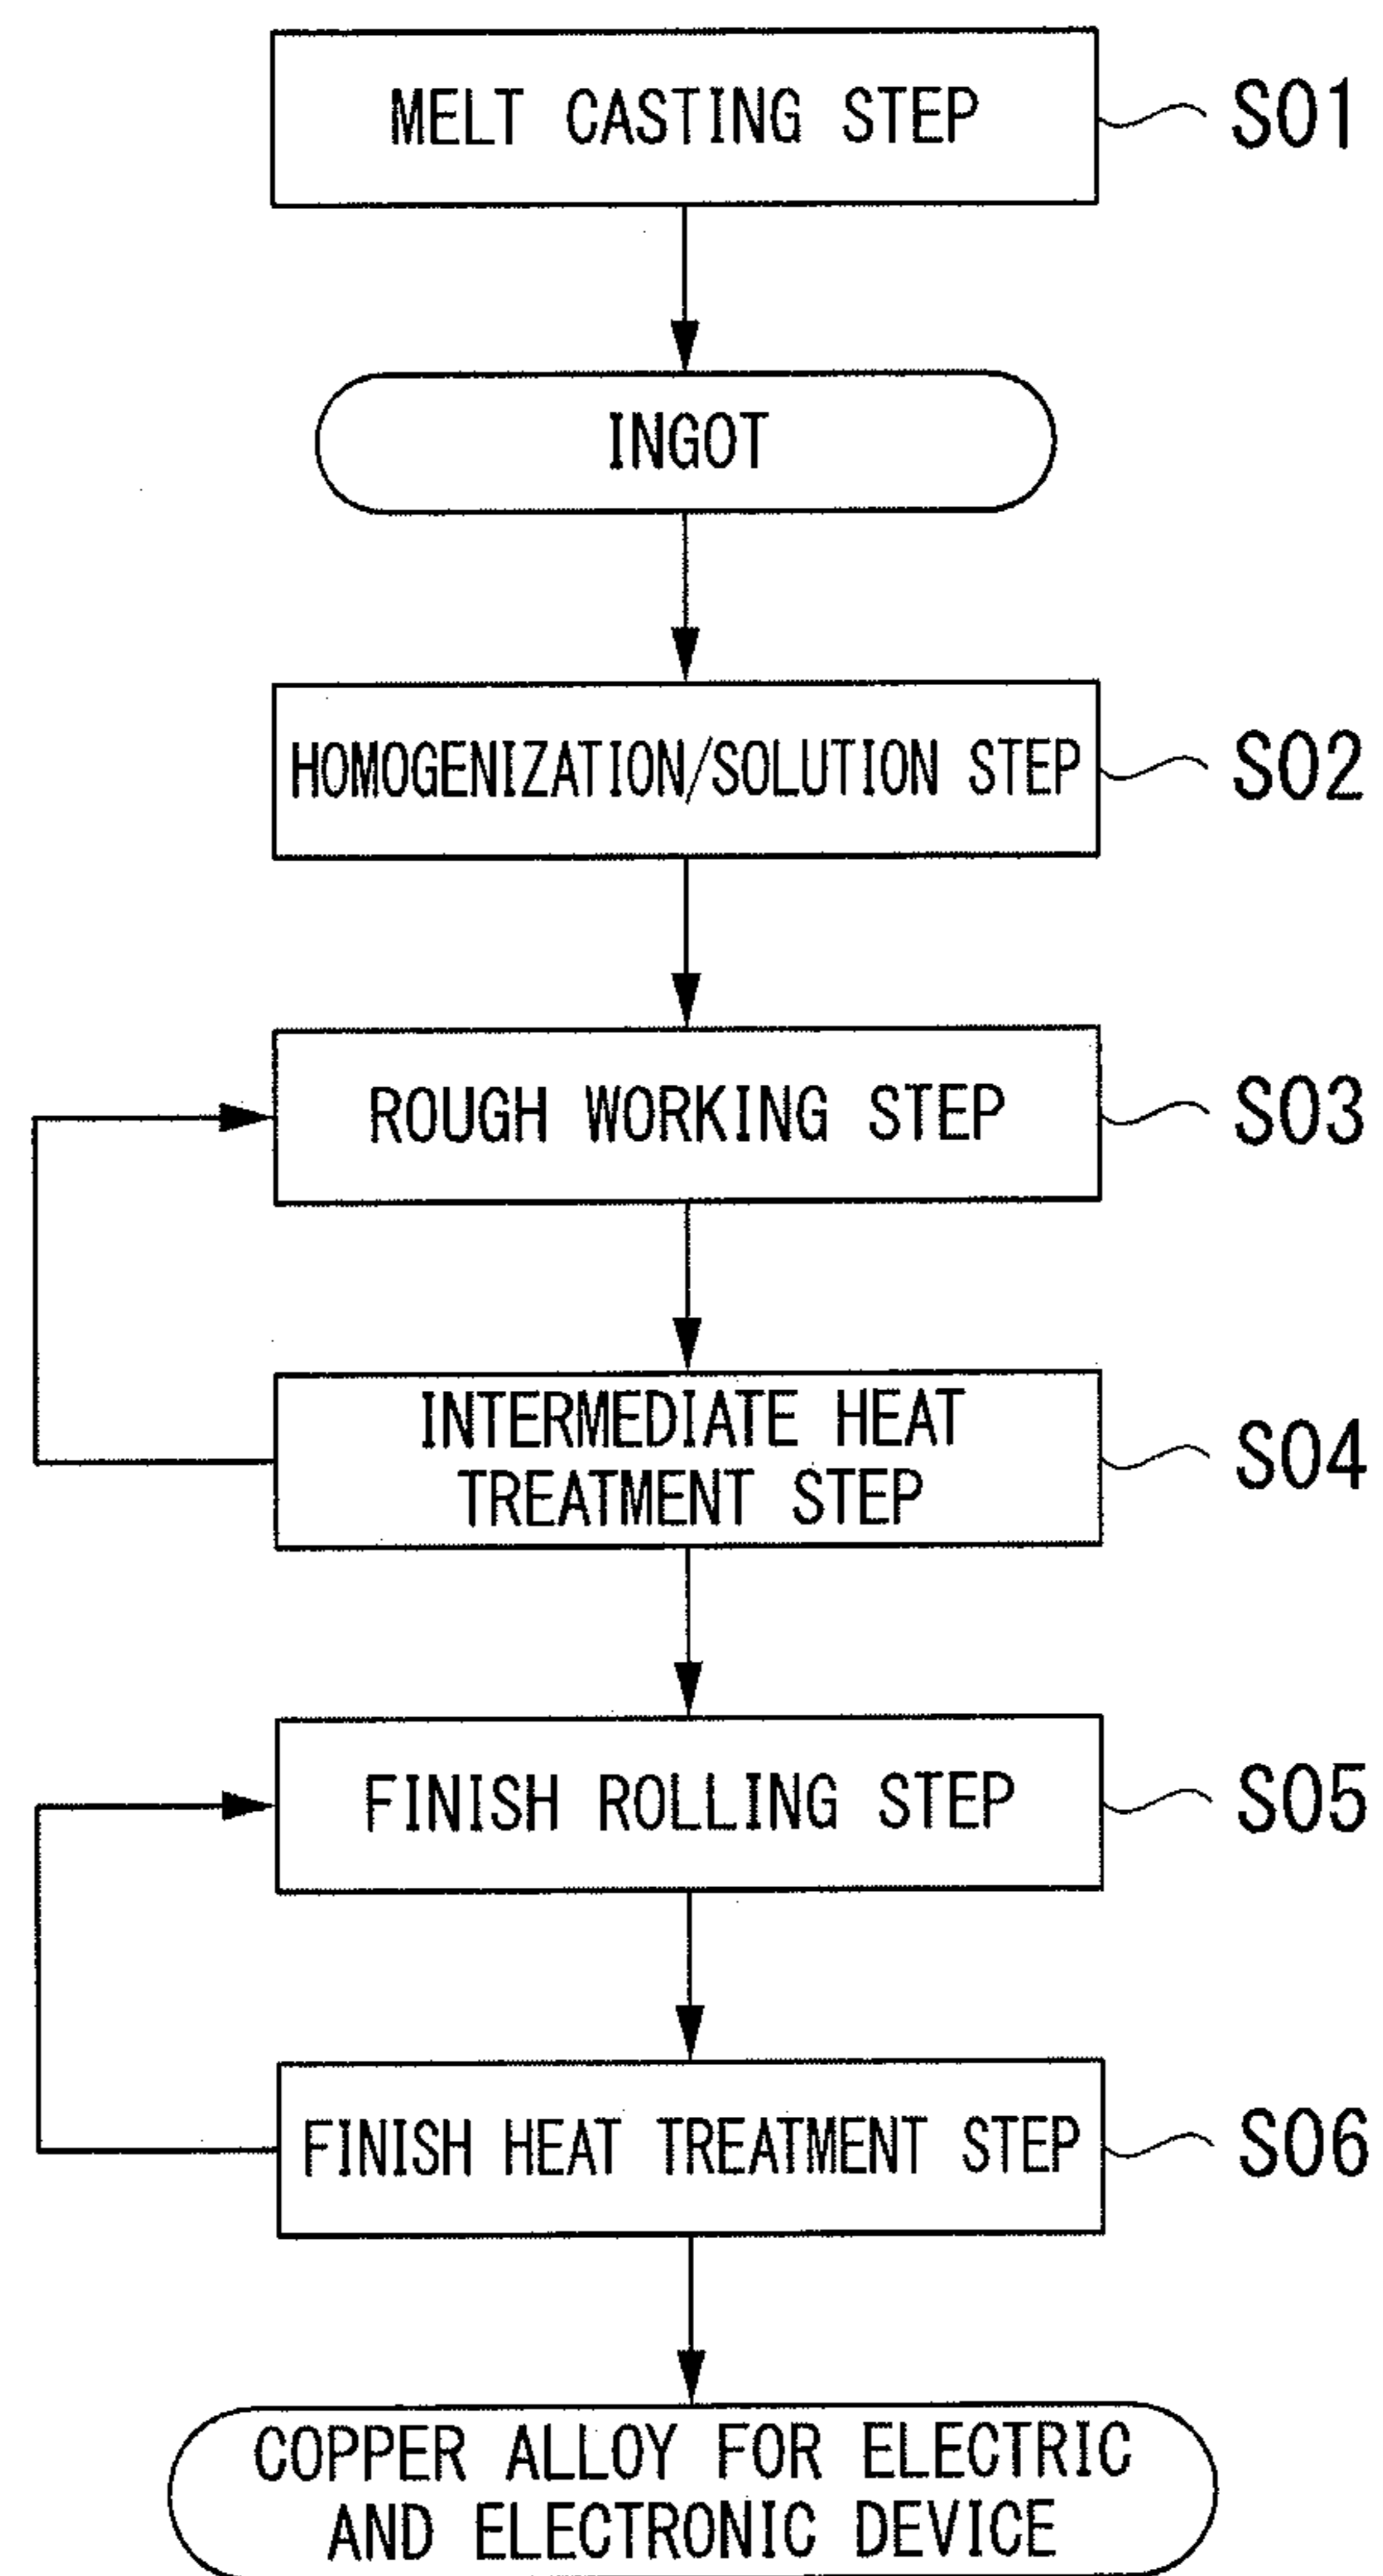 MELT CASTING STEP
S01
INGOT
HOMOGENIZATION/SOLUTION STEP
S02
ROUGH WORKING STEP
S03
INTERMEDIATE HEAT
TREATMENT STEP
S04
FINISH ROLLING STEP
S05
FINISH HEAT TREATMENT STEP
S06
COPPER ALLOY FOR ELECTRIC
AND ELECTRONIC DEVICE